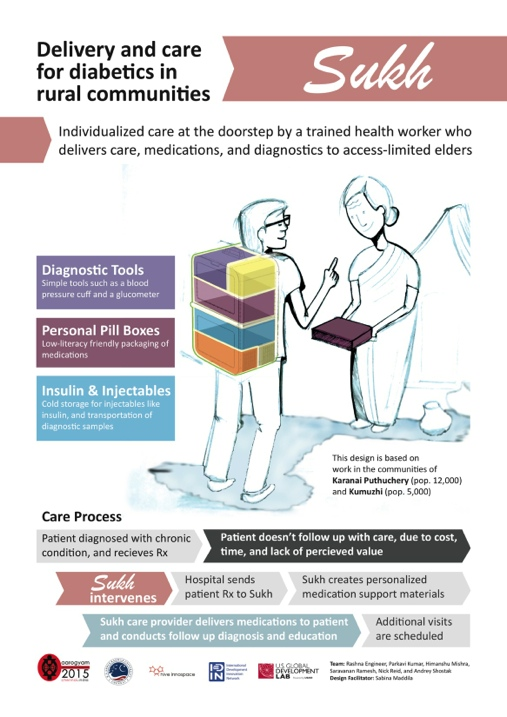 Delivery and care
for diabetics in
rural communities
Sukh
Individualized care at the doorstep by a trained health worker who
delivers care, medications, and diagnostics to access-limited elders
Diagnostic Tools
Simple tools such as a blood
pressure cuff and a glucometer
Personal Pill Boxes
Low-literacy friendly packaging of
medications
Insulin & Injectables
Cold storage for injectables like
insulin, and transportation of
diagnostic samples
This design is based on
work in the communities of
Karanai Puthuchery (pop. 12,000)
and Kumuzhi (pop. 5,000)
Care Process
Patient diagnosed with chronic
condition, and recieves Rx
Patient doesn't follow up with care, due to cost,
time, and lack of percieved value
Sukh
intervenes
Hospital sends
patient Rx to Sukh
Sukh creates personalized
medication support materials
Sukh care provider delivers medications to patient
and conducts follow up diagnosis and education
Additional visits
are scheduled
aarogyam
2015
hive innospace
International
Development
Innovation
Network
U.S. GLOBAL
DEVELOPMENT
LAB
Team: Rashna Engineer, Parkavi Kumar, Himanshu Mishra,
Saravanan Ramesh, Nick Reid, and Andrey Shostak
Design Facilitator: Sabina Maddila